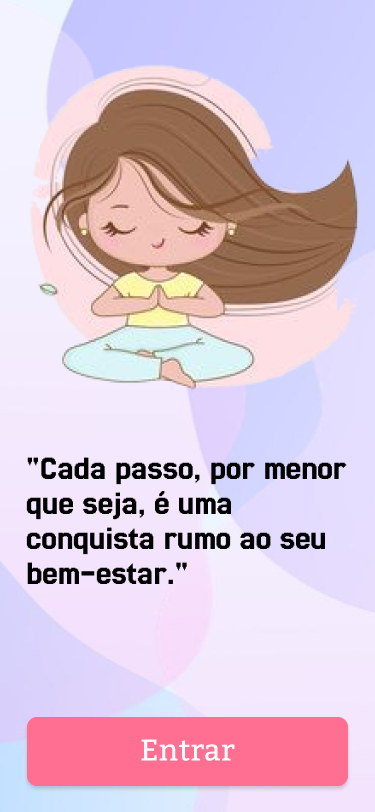 "Cada passo, por menor
que seja, é uma
conquista rumo ao seu
bem-estar."
Entrar